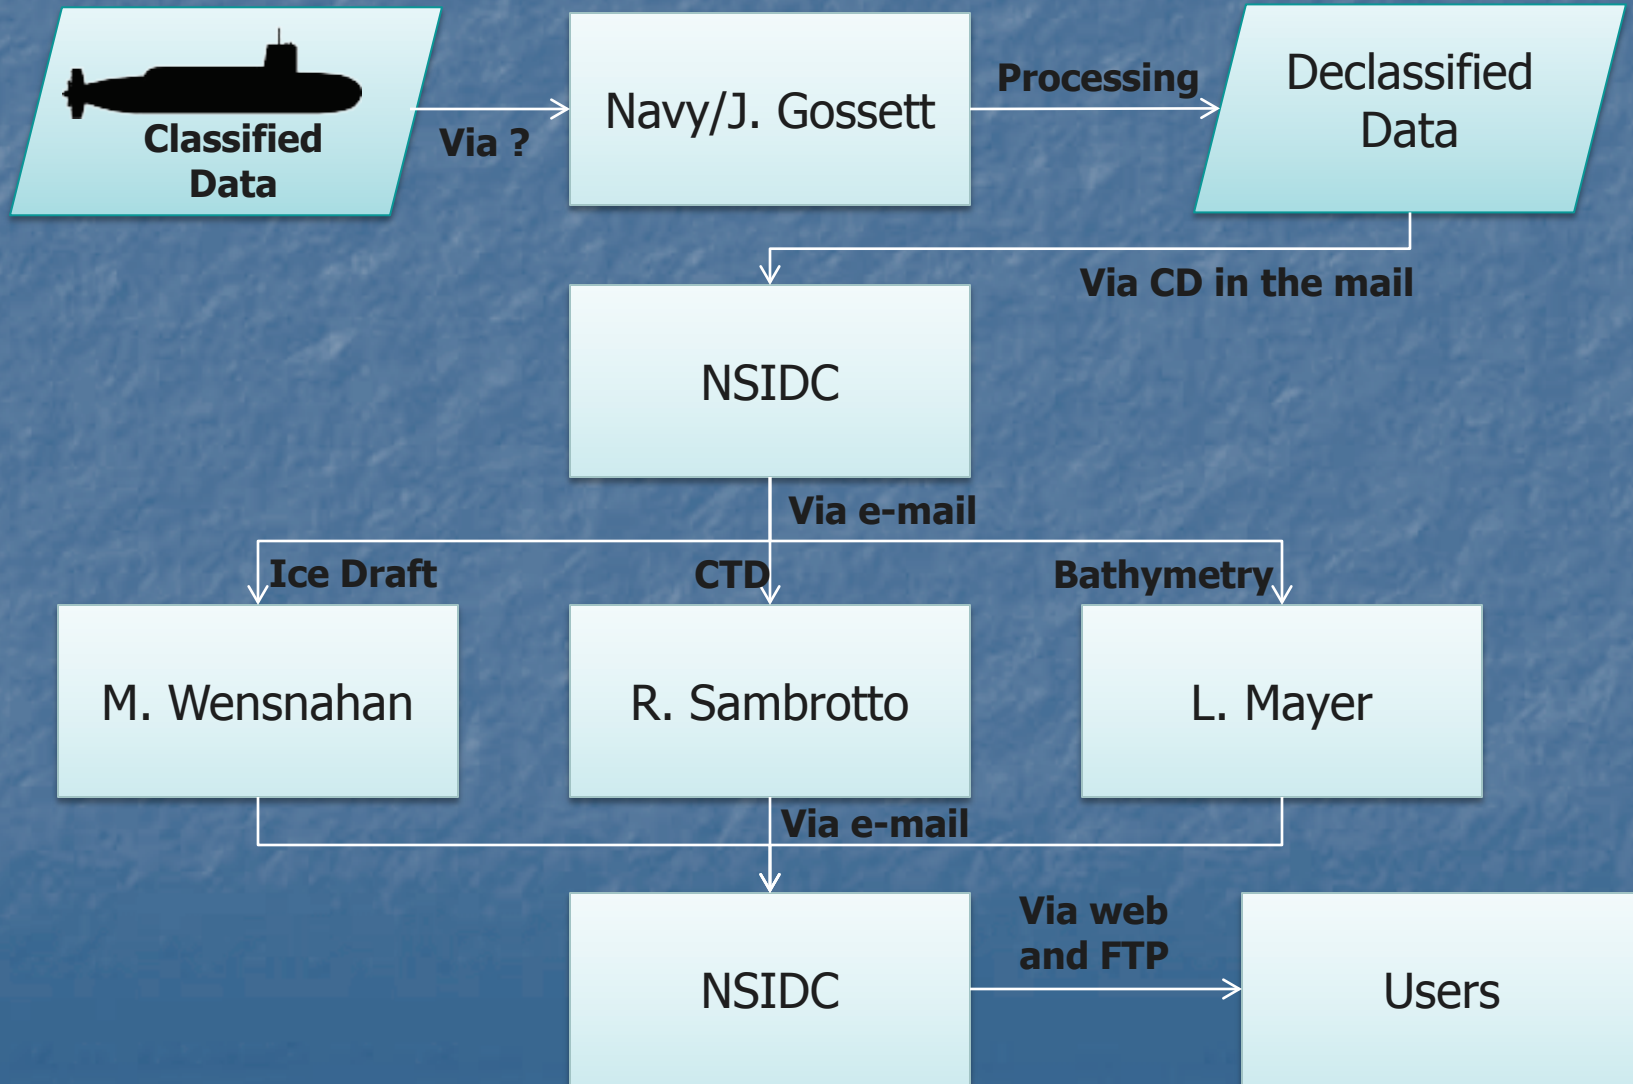 Classified
Data
Via ?
Navy/J. Gossett
Processing
Declassified
Data
Via CD in the mail
NSIDC
Via e-mail
Ice Draft
CTD
Bathymetry
M. Wensnahan
R. Sambrotto
L. Mayer
Via e-mail
NSIDC
Via web
and FTP
Users